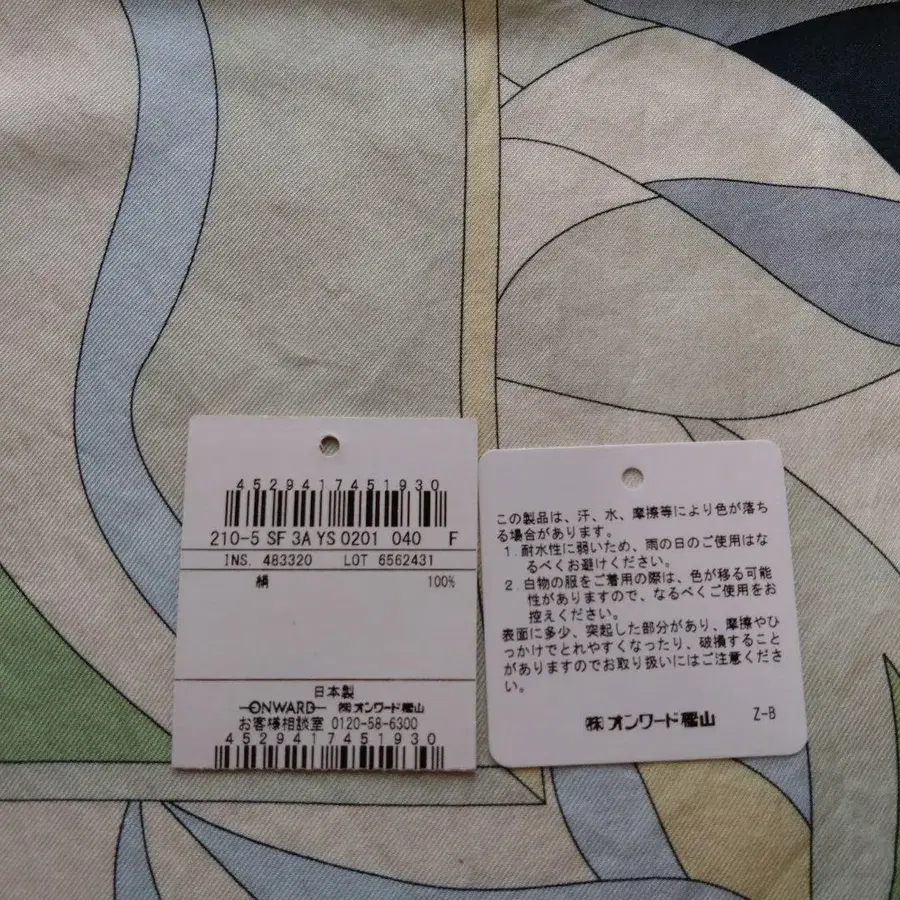 4529417451930
210-5 SF 3A YS 0201 040 F
INS. 483320 LOT 6562431
絹 100%
日本製
ONWARD ㈱オンワード樫山
お客様相談室 0120-58-6300
4529417451930
この製品は、汗、水、摩擦等により色が落ち
る場合があります。
1.耐水性に弱いため、雨の日のご使用はな
るべくお避けください。
2.白物の服をご着用の際は、色が移る可能
性がありますので、なるべくご使用をお
控えください。
表面に多少、突起した部分があり、摩擦やひ
っかけでとれやすくなったり、破損すること
がありますのでお取り扱いにはご注意くださ
い。
㈱オンワード樫山 Z-B